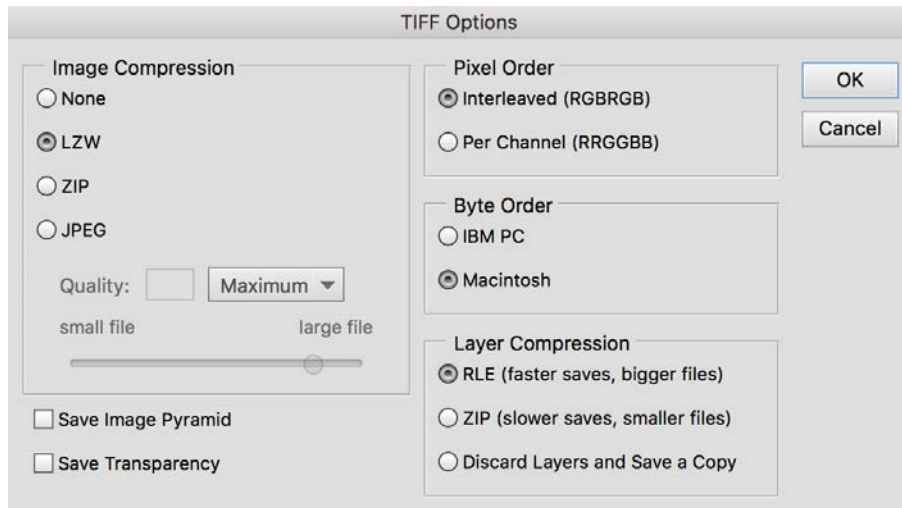 TIFF Options
Image Compression
None
LZW
ZIP
JPEG
Quality:
Maximum
small file
large file
Save Image Pyramid
Save Transparency
Pixel Order
Interleaved (RGBRGB)
Per Channel (RRGGBB)
Byte Order
IBM PC
Macintosh
Layer Compression
RLE (faster saves, bigger files)
ZIP (slower saves, smaller files)
Discard Layers and Save a Copy
OK
Cancel